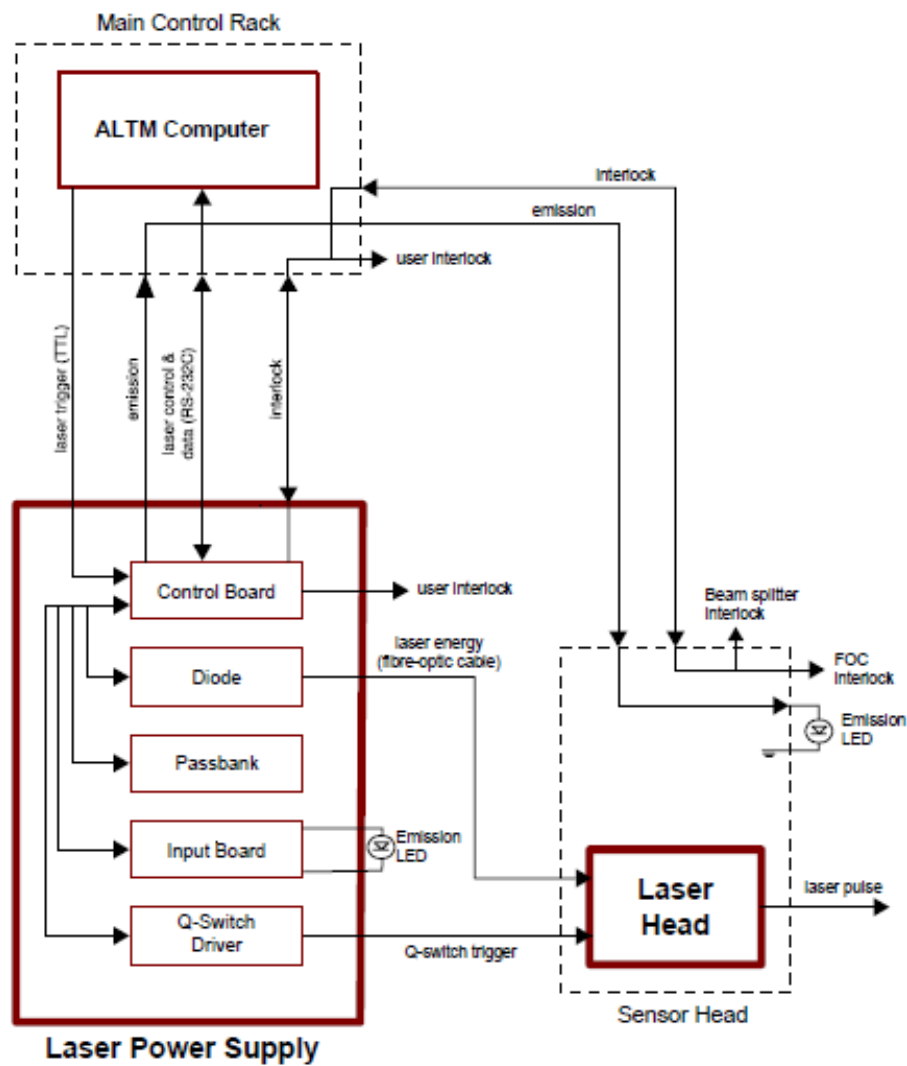 Main Control Rack
ALTM Computer
interlock
emission
user interlock
laser trigger (TTL)
emission
laser control &
data (RS-232C)
interlock
Control Board
user interlock
Beam splitter
interlock
laser energy
(fibre-optic cable)
Diode
FOC
interlock
Emission
LED
Passbank
Input Board
Emission
LED
Laser
Head
laser pulse
Q-Switch
Driver
Q-switch trigger
Sensor Head
Laser Power Supply